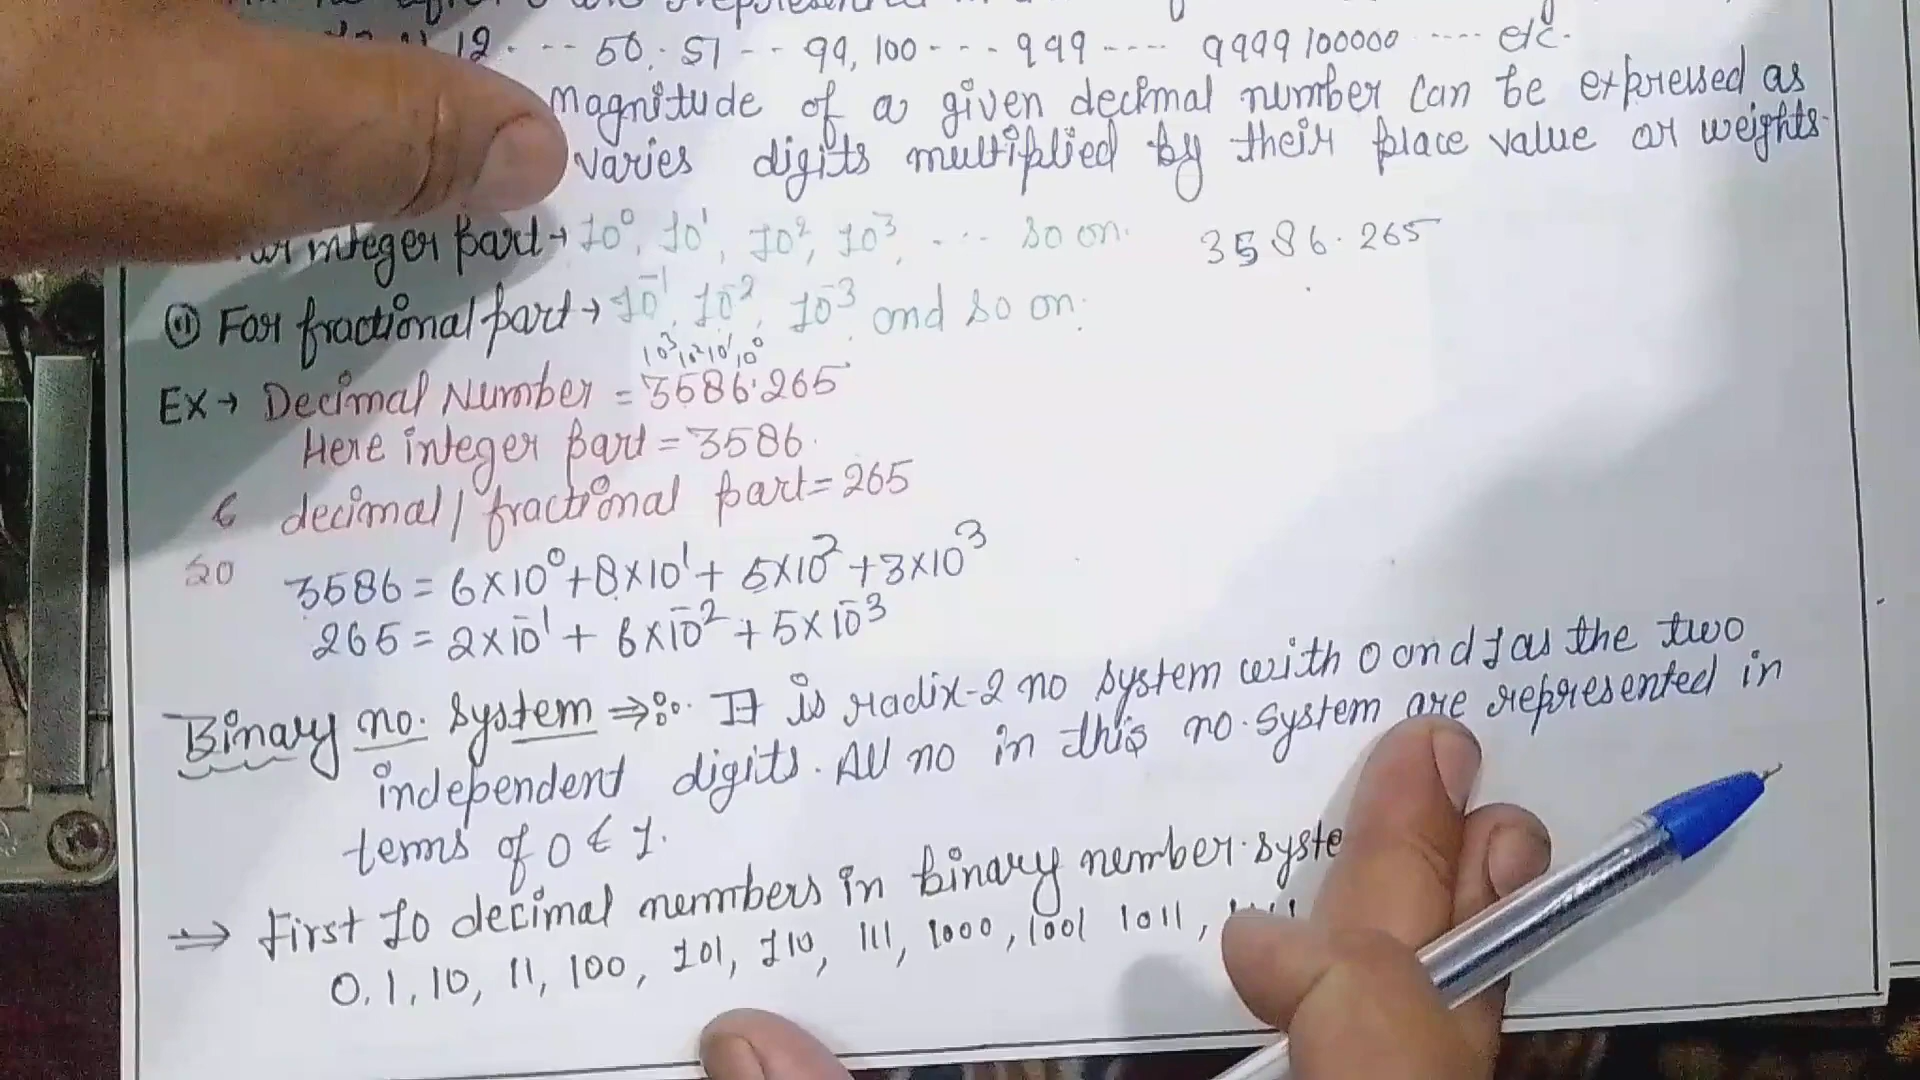 12. --- 50. 51 -- 99, 100 --- 999 ---- 9999 100000 ---- etc.
Magnitude of a given decimal number can be expressed as
varies digits multiplied by their place value or weights.
integer part → 10⁰, 10¹, 10², 10³, --- so on.
3586.265
(ii) For fractional part → 10⁻¹, 10⁻², 10⁻³ and so on.
10³ 10² 10¹ 10⁰
EX → Decimal Number = 3586.265
Here integer part = 3586.
& decimal / fractional part = 265
so
3586 = 6×10⁰ + 8×10¹ + 5×10² + 3×10³
265 = 2×10⁻¹ + 6×10⁻² + 5×10⁻³
Binary no. system ⇒:. It is radix-2 no system with 0 and 1 as the two
independent digits. All no in this no. system are represented in
terms of 0 & 1.
⇒ First 10 decimal nembers in binary nember. syste
0, 1, 10, 11, 100, 101, 110, 111, 1000, 1001 1011,